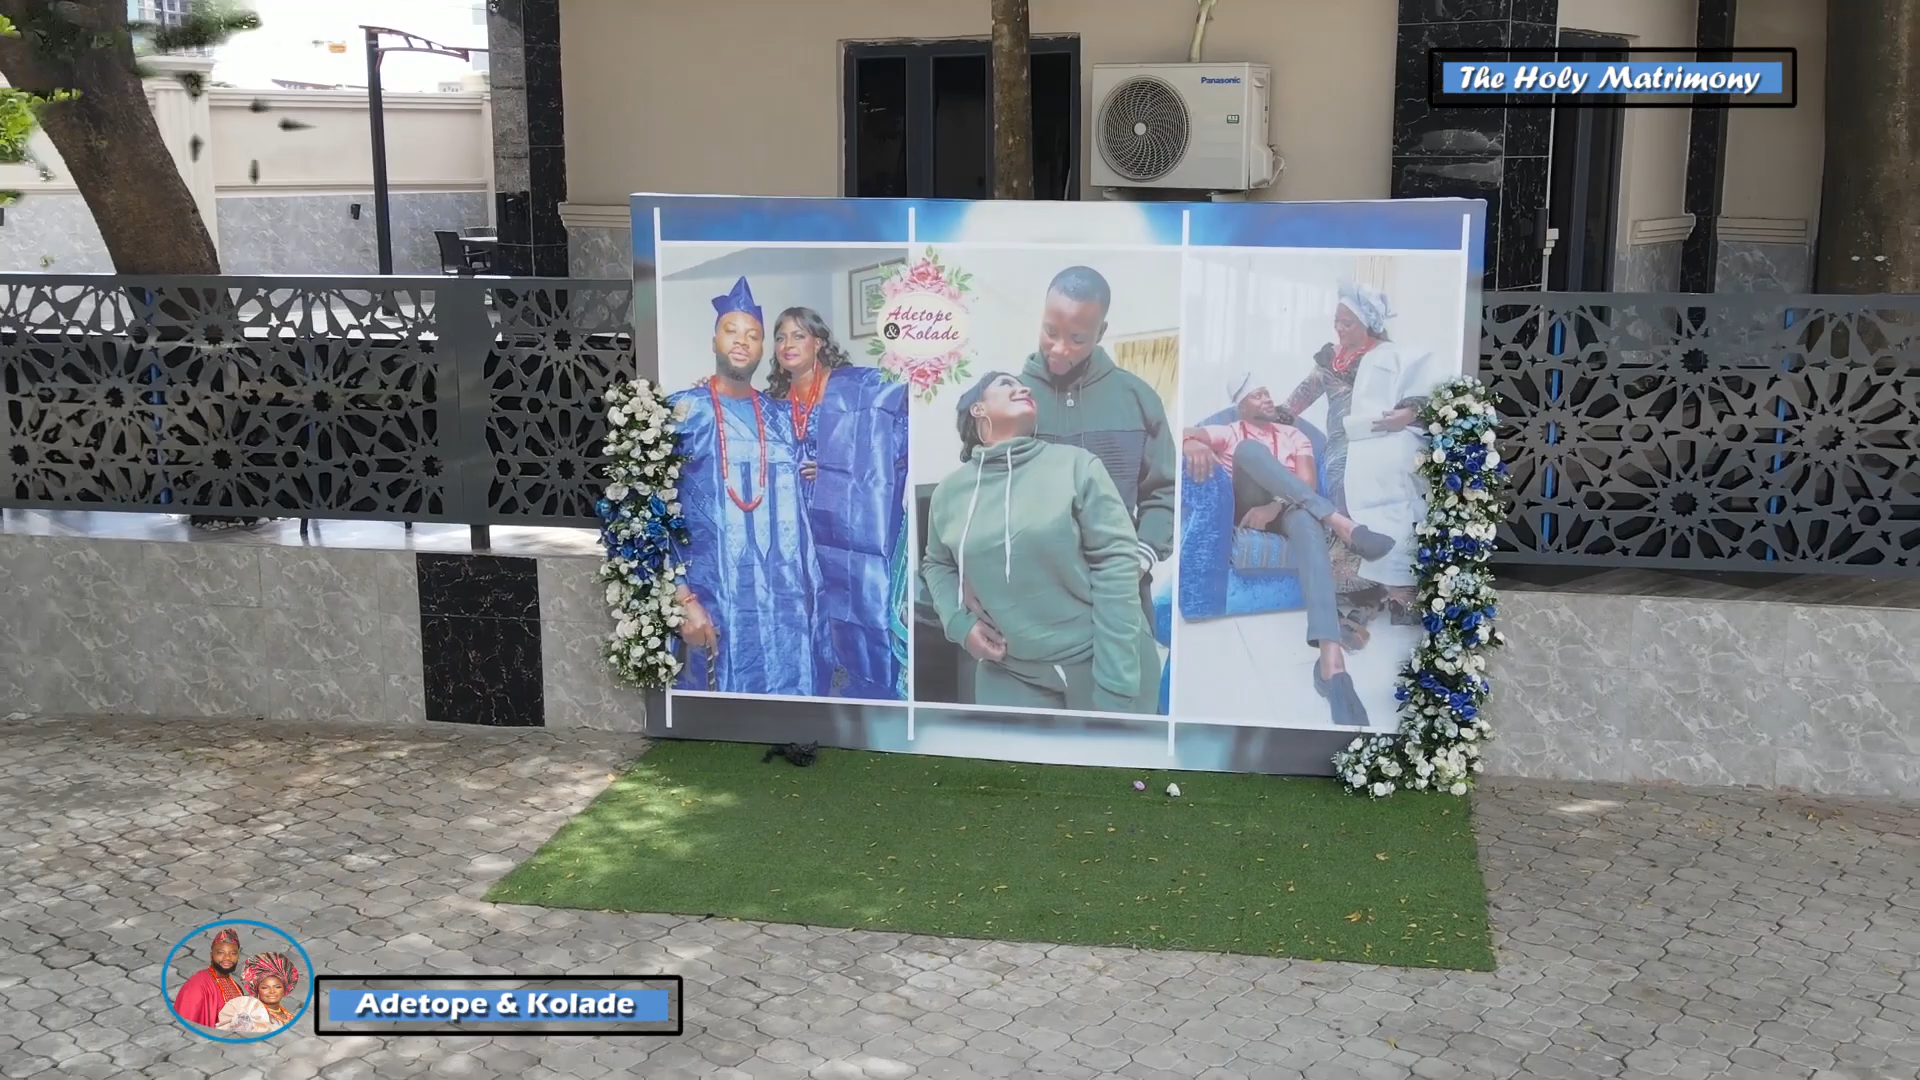 Panasonic
The Holy Matrimony
Adetope
& Kolade
Adetope & Kolade